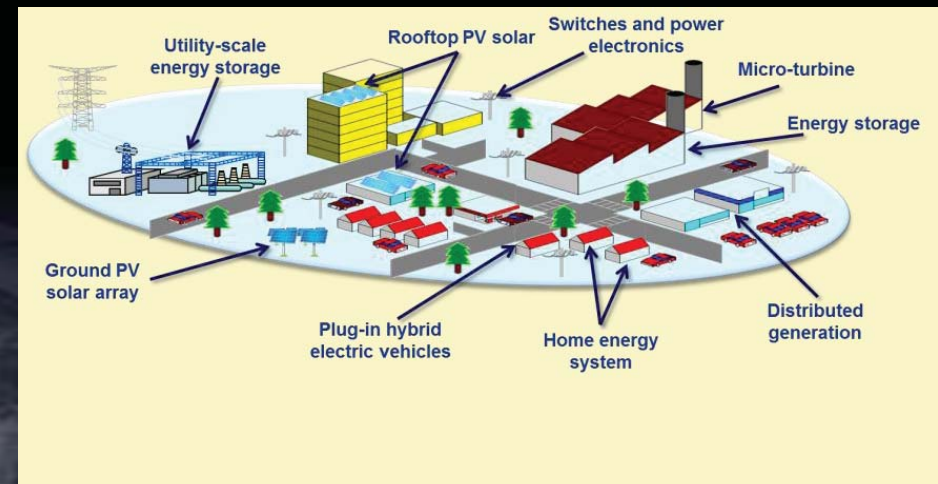 Utility-scale
energy storage
Rooftop PV solar
Switches and power
electronics
Micro-turbine
Energy storage
Ground PV
solar array
Plug-in hybrid
electric vehicles
Home energy
system
Distributed
generation